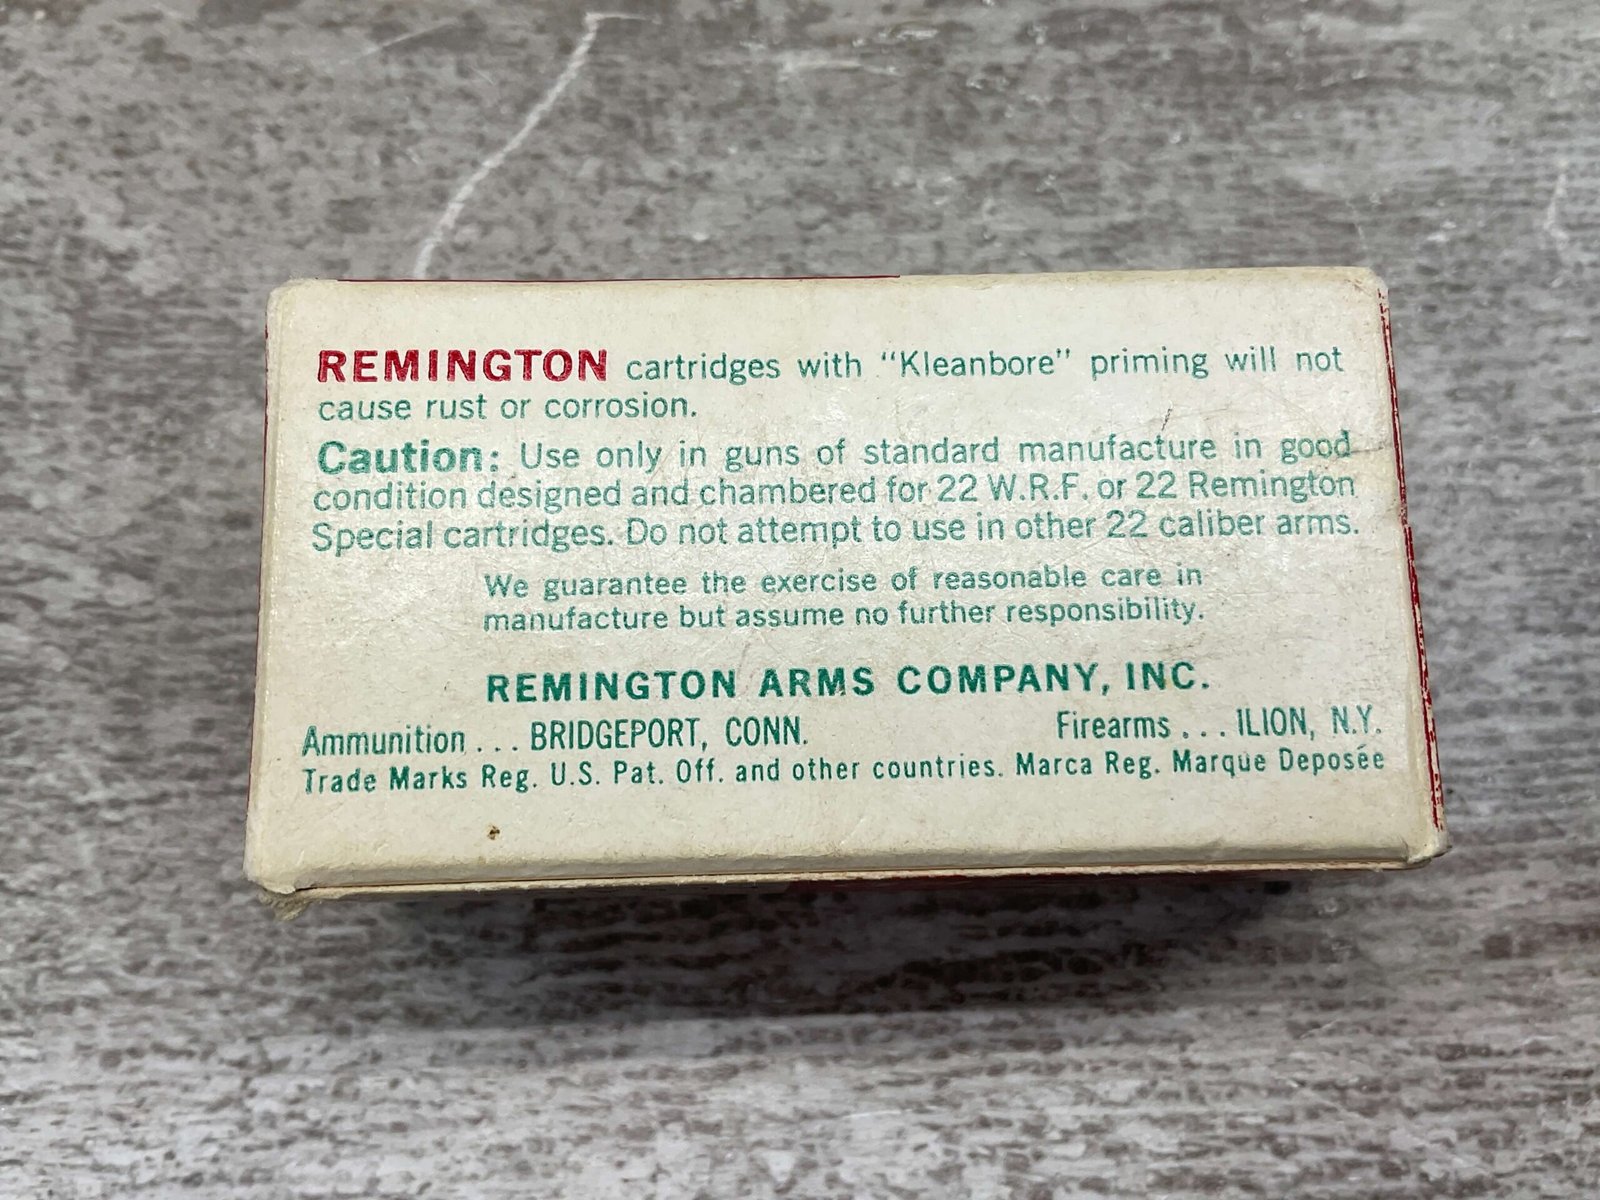 REMINGTON cartridges with "Kleanbore" priming will not
cause rust or corrosion.
Caution: Use only in guns of standard manufacture in good
condition designed and chambered for 22 W.R.F. or 22 Remington
Special cartridges. Do not attempt to use in other 22 caliber arms.
We guarantee the exercise of reasonable care in
manufacture but assume no further responsibility.
REMINGTON ARMS COMPANY, INC.
Ammunition . . . BRIDGEPORT, CONN. Firearms . . . ILION, N.Y.
Trade Marks Reg. U.S. Pat. Off. and other countries. Marca Reg. Marque Deposée